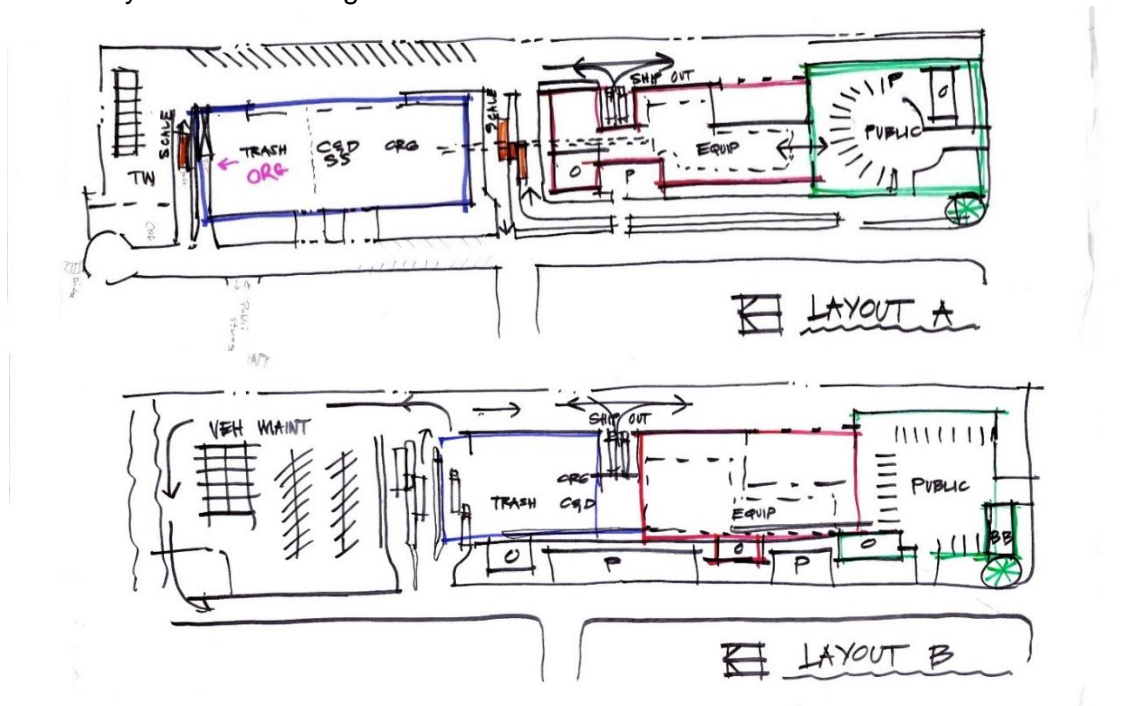 SHIP OUT
SCALE
SCALE
TRASH
ORG
C&D
SS
ORG
EQUIP
P
PUBLIC
O
TM
O
P
LAYOUT A
VEH MAINT
SHIP OUT
ORG
TRASH C&D
EQUIP
PUBLIC
O
P
O
P
O
BB
LAYOUT B